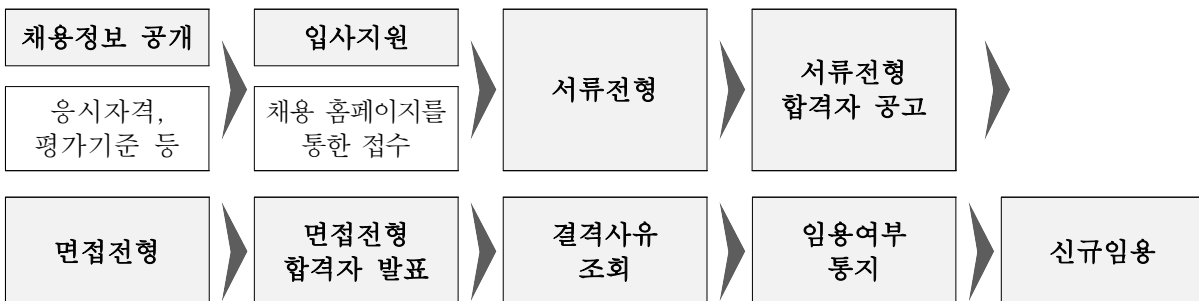 채용정보 공개
응시자격,
평가기준 등
입사지원
채용 홈페이지를
통한 접수
서류전형
서류전형
합격자 공고
면접전형
면접전형
합격자 발표
결격사유
조회
임용여부
통지
신규임용